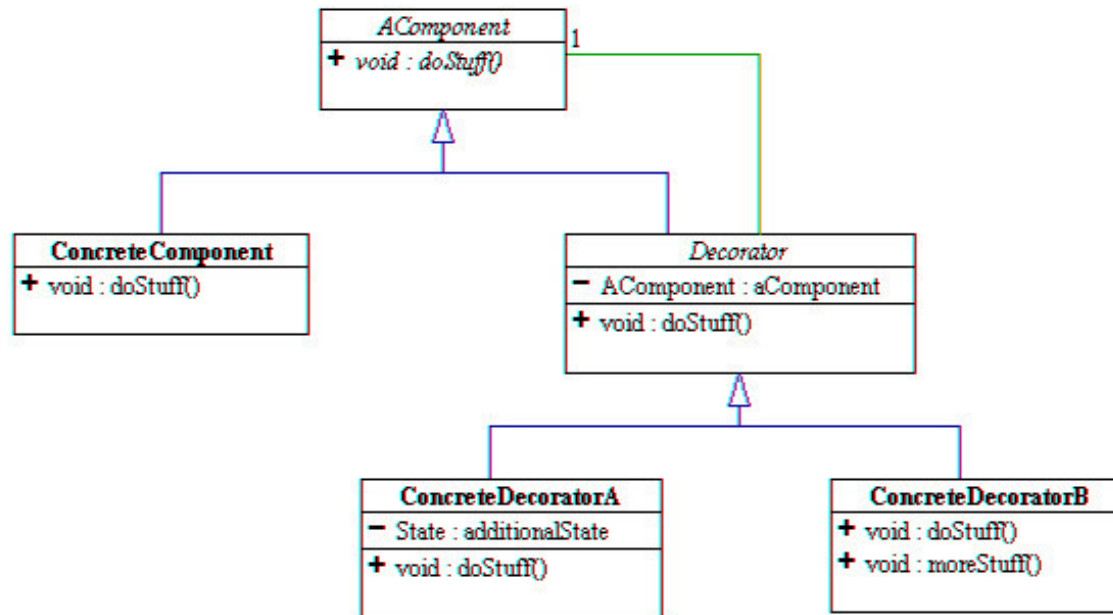 AComponent
1
+ void : doStuff()
ConcreteComponent
+ void : doStuff()
Decorator
− AComponent : aComponent
+ void : doStuff()
ConcreteDecoratorA
− State : additionalState
+ void : doStuff()
ConcreteDecoratorB
+ void : doStuff()
+ void : moreStuff()